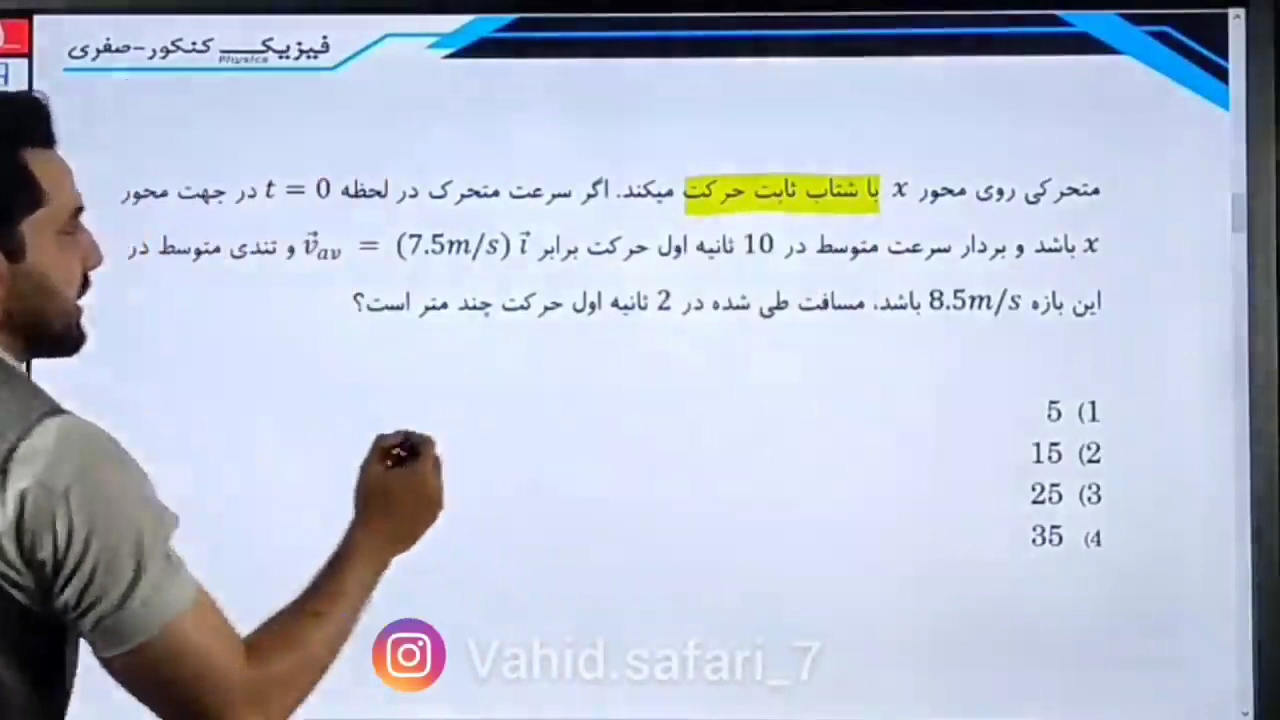 فیزیک کنکور-صفری
Physics
متحرکی روی محور x با شتاب ثابت حرکت میکند. اگر سرعت متحرک در لحظه t = 0 در جهت محور
x باشد و بردار سرعت متوسط در 10 ثانیه اول حرکت برابر v⃗av = (7.5m/s) i⃗ و تندی متوسط در
این بازه 8.5m/s باشد، مسافت طی شده در 2 ثانیه اول حرکت چند متر است؟
1) 5
2) 15
3) 25
4) 35
Vahid.safari_7